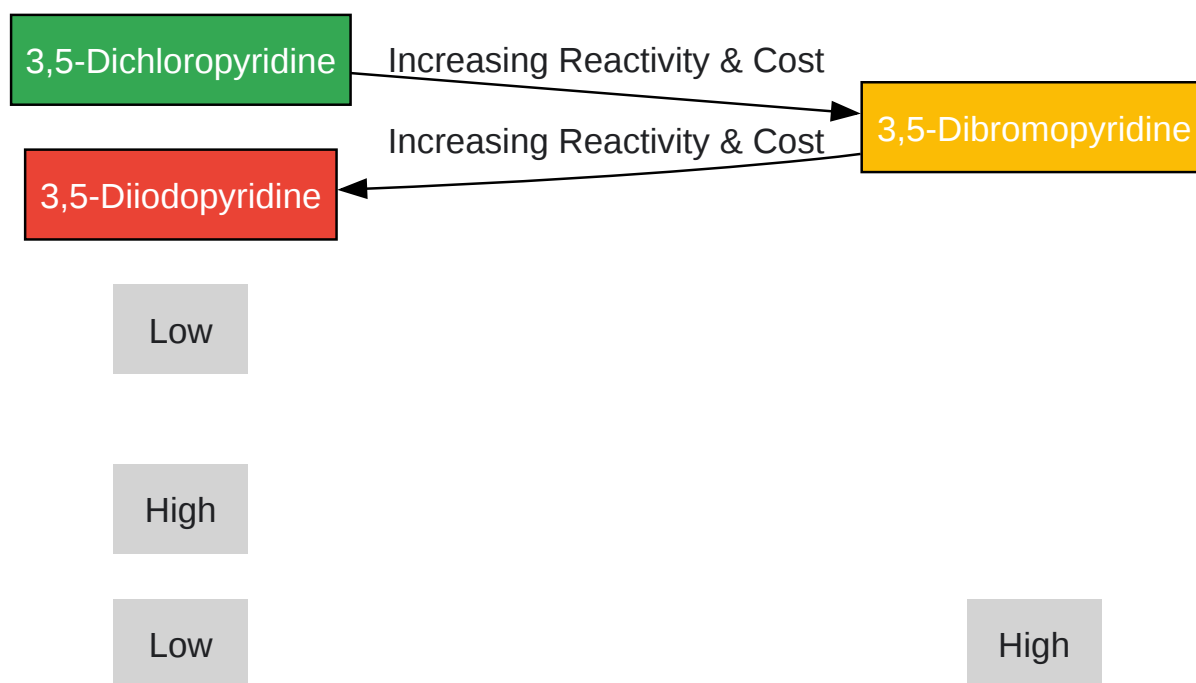 3,5-Dichloropyridine
Increasing Reactivity & Cost
3,5-Dibromopyridine
Increasing Reactivity & Cost
3,5-Diiodopyridine
Low
High
Low
High